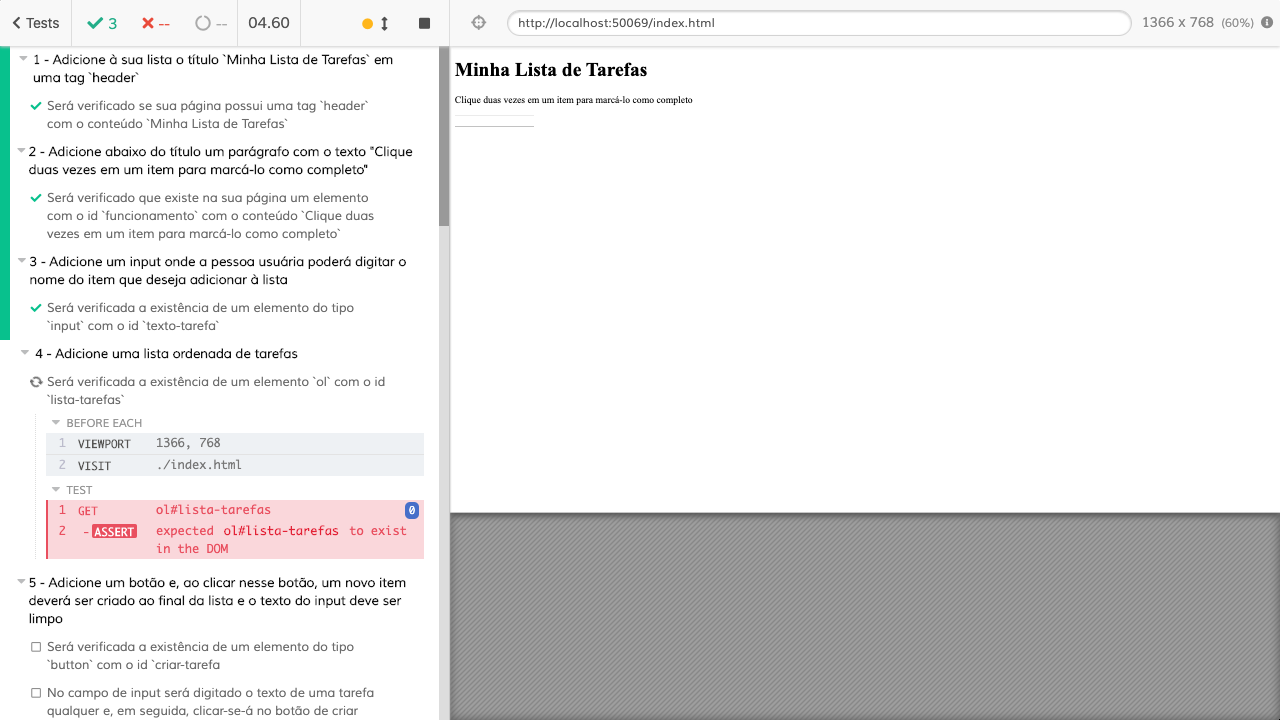 Tests
3
--
--
04.60
http://localhost:50069/index.html
1366 x 768 (60%)
1 - Adicione à sua lista o título `Minha Lista de Tarefas` em
uma tag `header`
Será verificado se sua página possui uma tag `header`
com o conteúdo `Minha Lista de Tarefas`
2 - Adicione abaixo do título um parágrafo com o texto "Clique
duas vezes em um item para marcá-lo como completo"
Será verificado que existe na sua página um elemento
com o id `funcionamento` com o conteúdo `Clique duas
vezes em um item para marcá-lo como completo`
3 - Adicione um input onde a pessoa usuária poderá digitar o
nome do item que deseja adicionar à lista
Será verificada a existência de um elemento do tipo
`input` com o id `texto-tarefa`
4 - Adicione uma lista ordenada de tarefas
Será verificada a existência de um elemento `ol` com o id
`lista-tarefas`
BEFORE EACH
1 VIEWPORT 1366, 768
2 VISIT ./index.html
TEST
1 GET ol#lista-tarefas 0
2 -ASSERT expected ol#lista-tarefas to exist
in the DOM
5 - Adicione um botão e, ao clicar nesse botão, um novo item
deverá ser criado ao final da lista e o texto do input deve ser
limpo
Será verificada a existência de um elemento do tipo
`button` com o id `criar-tarefa
No campo de input será digitado o texto de uma tarefa
qualquer e, em seguida, clicar-se-á no botão de criar
Minha Lista de Tarefas
Clique duas vezes em um item para marcá-lo como completo